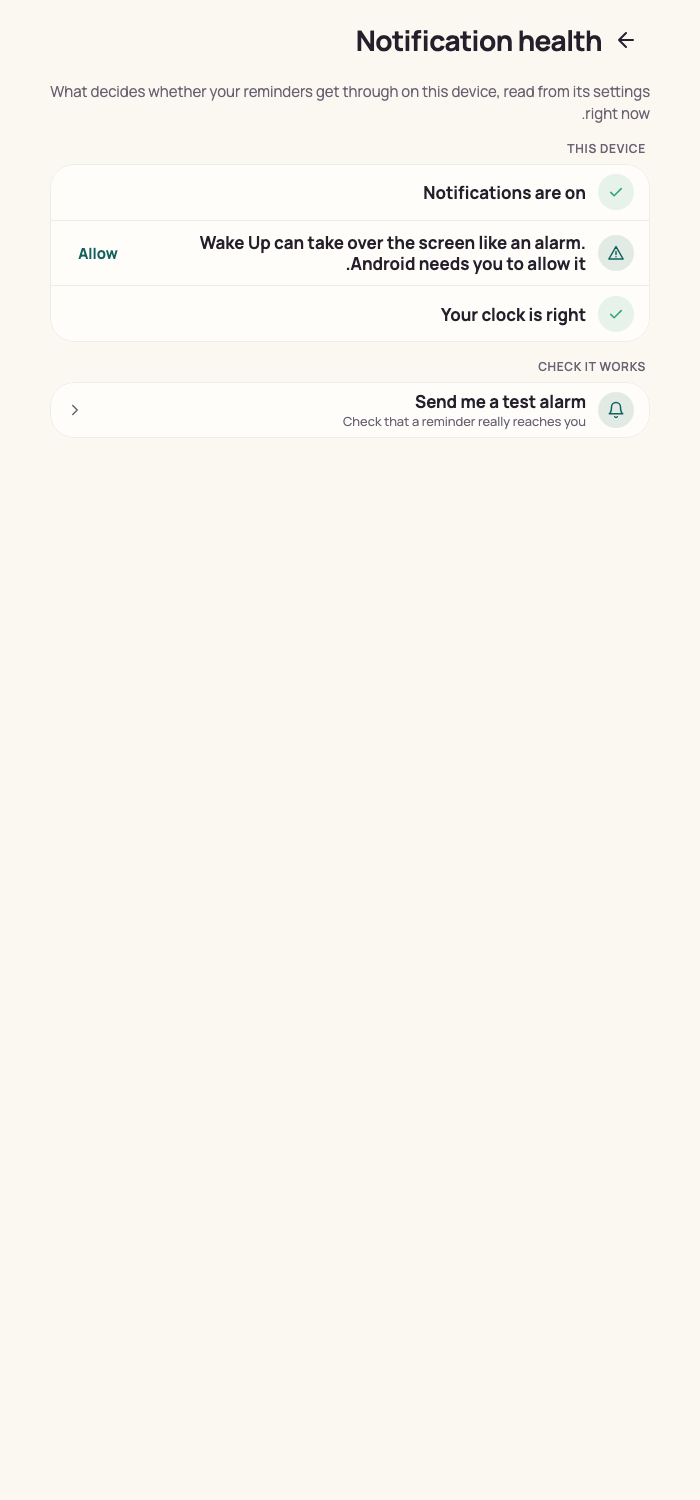 Notification health
What decides whether your reminders get through on this device, read from its settings
right now.
THIS DEVICE
Notifications are on
Wake Up can take over the screen like an alarm.
Android needs you to allow it.
Allow
Your clock is right
CHECK IT WORKS
Send me a test alarm
Check that a reminder really reaches you